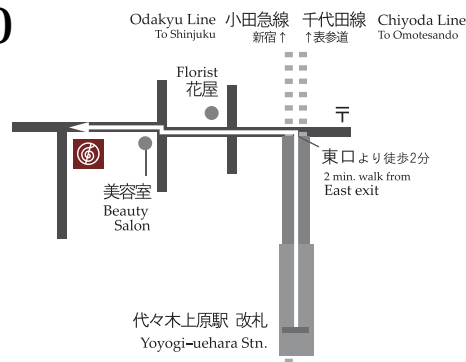 Odakyu Line 小田急線 千代田線 Chiyoda Line
To Shinjuku 新宿↑ ↑表参道 To Omotesando
Florist
花屋
〒
東口より徒歩2分
2 min. walk from
East exit
美容室
Beauty
Salon
代々木上原駅 改札
Yoyogi-uehara Stn.